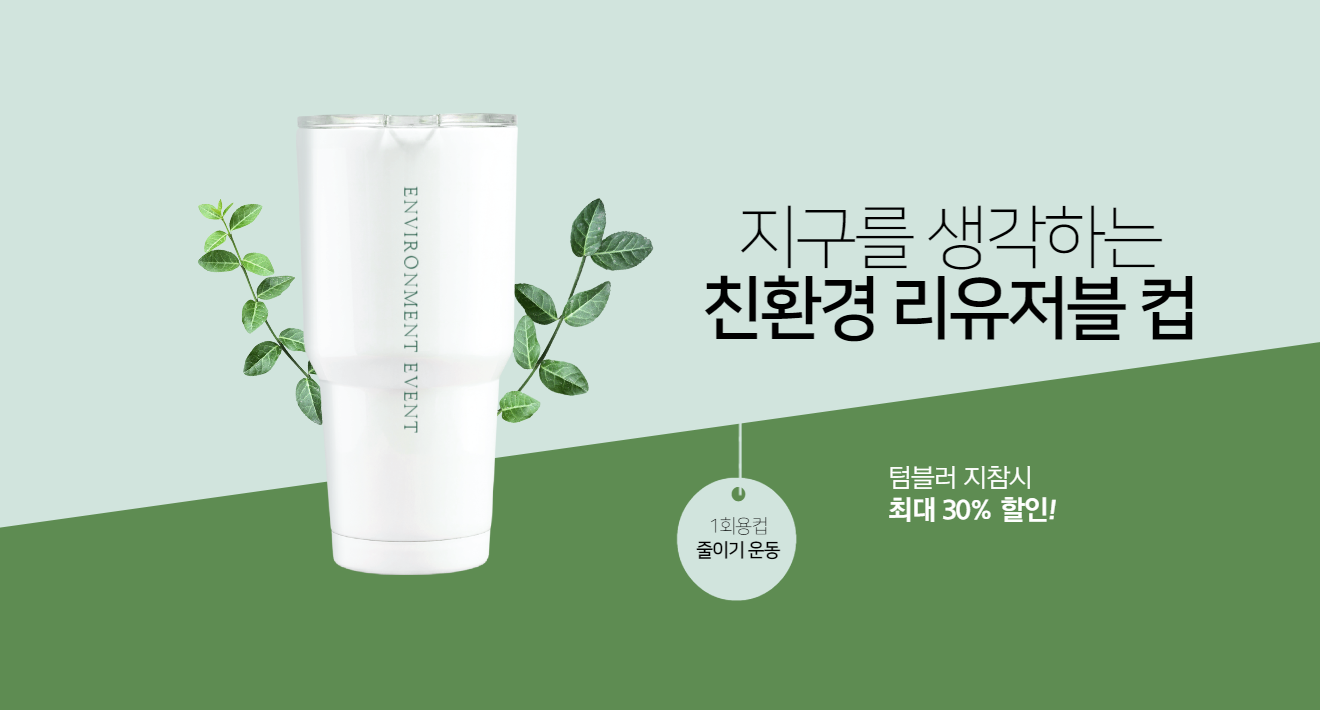 ENVIRONMENT EVENT
지구를 생각하는
친환경 리유저블 컵
1회용컵
줄이기 운동
텀블러 지참시
최대 30% 할인!